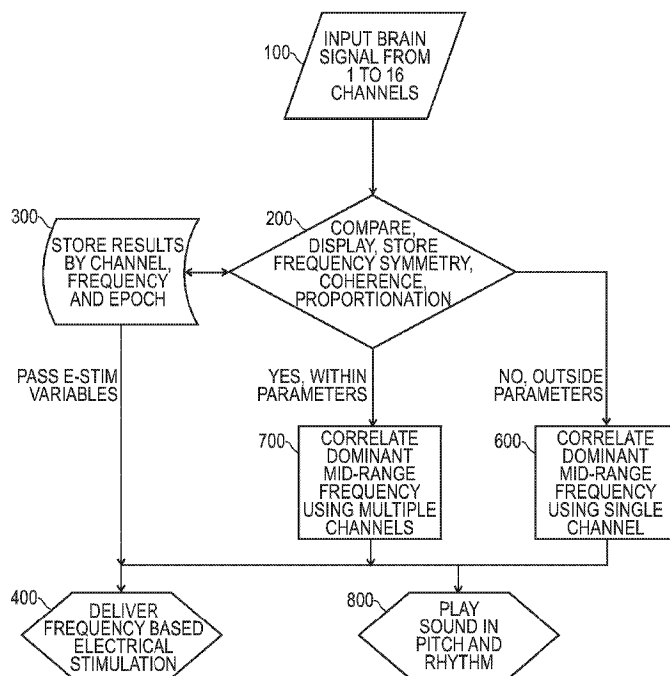 100
INPUT BRAIN
SIGNAL FROM
1 TO 16
CHANNELS
300
STORE RESULTS
BY CHANNEL,
FREQUENCY
AND EPOCH
200
COMPARE,
DISPLAY, STORE
FREQUENCY SYMMETRY,
COHERENCE,
PROPORTIONATION
PASS E-STIM
VARIABLES
YES, WITHIN
PARAMETERS
NO, OUTSIDE
PARAMETERS
700
CORRELATE
DOMINANT
MID-RANGE
FREQUENCY
USING MULTIPLE
CHANNELS
600
CORRELATE
DOMINANT
MID-RANGE
FREQUENCY
USING SINGLE
CHANNEL
400
DELIVER
FREQUENCY BASED
ELECTRICAL
STIMULATION
800
PLAY
SOUND IN
PITCH AND
RHYTHM